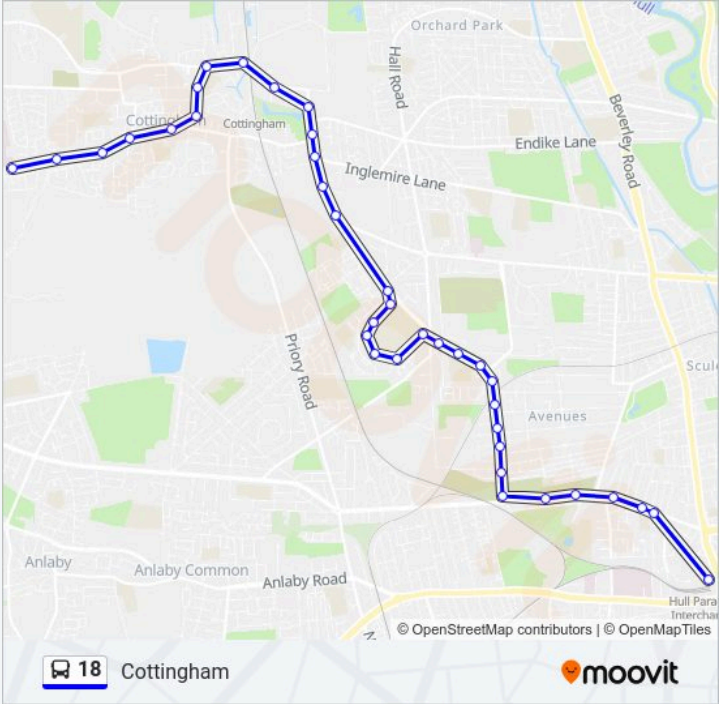 Orchard Park
Hall Road
Beverley Road
Cottingham
Cottingham
Endike Lane
Inglemire Lane
Priory Road
Avenues
Anlaby
Anlaby Common
Anlaby Road
Hull Para
Interchan
© OpenStreetMap contributors | © OpenMapTiles
18 Cottingham
moovit